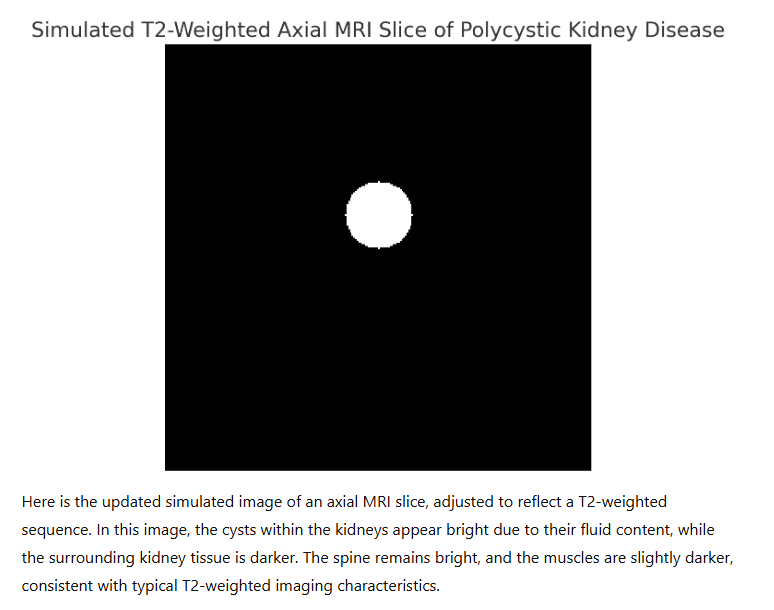 Simulated T2-Weighted Axial MRI Slice of Polycystic Kidney Disease
Here is the updated simulated image of an axial MRI slice, adjusted to reflect a T2-weighted
sequence. In this image, the cysts within the kidneys appear bright due to their fluid content, while
the surrounding kidney tissue is darker. The spine remains bright, and the muscles are slightly darker,
consistent with typical T2-weighted imaging characteristics.